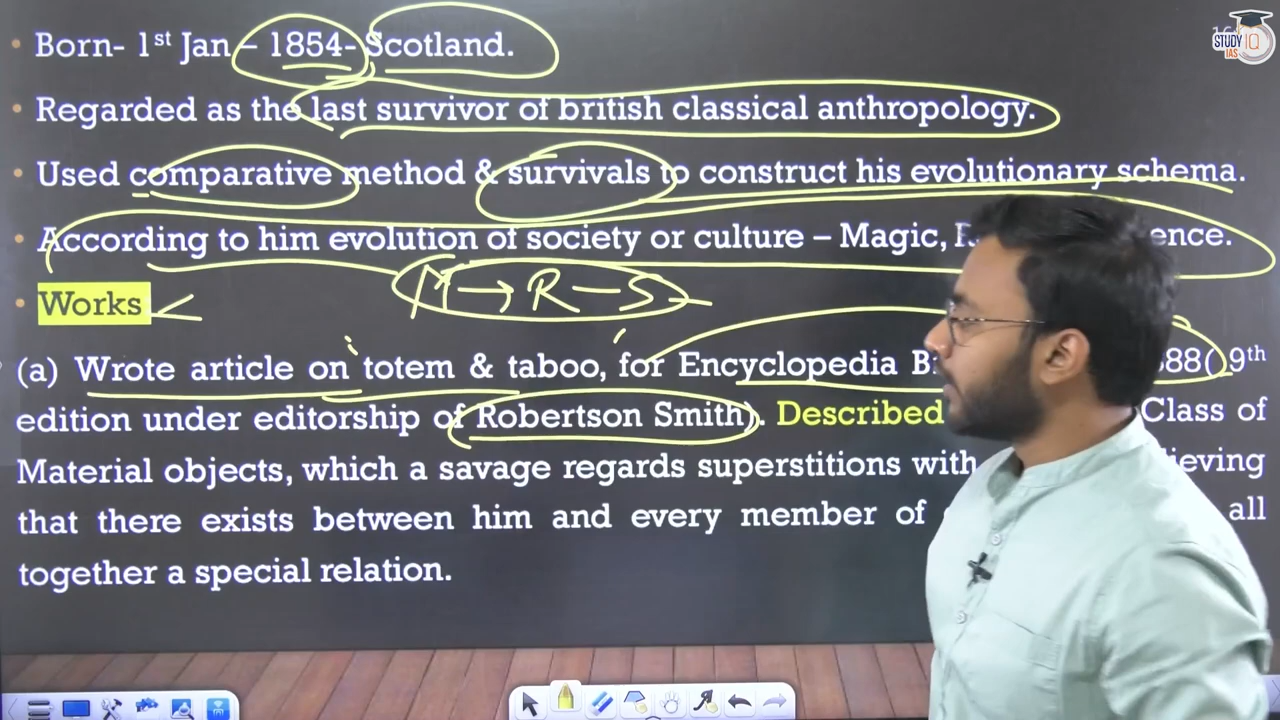 STUDY IQ
IAS
• Born- 1st Jan – 1854- Scotland.
• Regarded as the last survivor of british classical anthropology.
• Used comparative method & survivals to construct his evolutionary schema.
• According to him evolution of society or culture – Magic,
M → R – S
• Works
(a) Wrote article on totem & taboo, for Encyclopedia 88( 9th
edition under editorship of Robertson Smith). Described Class of
Material objects, which a savage regards superstitions with
that there exists between him and every member of all
together a special relation.